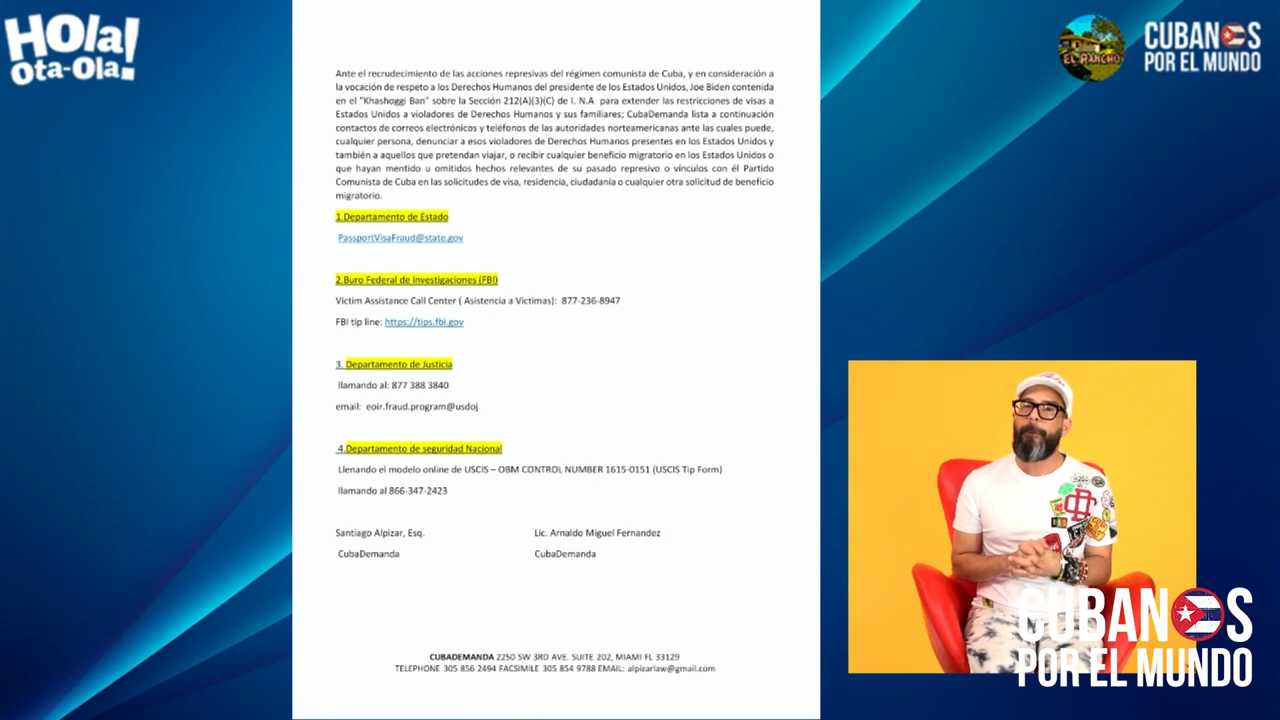 HOla!
Ota-Ola!
EL RANCHO
CUBANOS
POR EL MUNDO
Ante el recrudecimiento de las acciones represivas del régimen comunista de Cuba, y en consideración a
la vocación de respeto a los Derechos Humanos del presidente de los Estados Unidos, Joe Biden contenida
en el "Khashoggi Ban" sobre la Sección 212(A)(3)(C) de I. N.A para extender las restricciones de visas a
Estados Unidos a violadores de Derechos Humanos y sus familiares; CubaDemanda lista a continuación
contactos de correos electrónicos y teléfonos de las autoridades norteamericanas ante las cuales puede,
cualquier persona, denunciar a esos violadores de Derechos Humanos presentes en los Estados Unidos y
también a aquellos que pretendan viajar, o recibir cualquier beneficio migratorio en los Estados Unidos o
que hayan mentido u omitidos hechos relevantes de su pasado represivo o vínculos con él Partido
Comunista de Cuba en las solicitudes de visa, residencia, ciudadanía o cualquier otra solicitud de beneficio
migratorio.
1.Departamento de Estado
PassportVisaFraud@state.gov
2.Buro Federal de Investigaciones (FBI)
Victim Assistance Call Center ( Asistencia a Victimas): 877-236-8947
FBI tip line: https://tips.fbi.gov
3. Departamento de Justicia
llamando al: 877 388 3840
email: eoir.fraud.program@usdoj
4.Departamento de seguridad Nacional
Llenando el modelo online de USCIS – OBM CONTROL NUMBER 1615-0151 (USCIS Tip Form)
llamando al 866-347-2423
Santiago Alpizar, Esq. Lic. Arnaldo Miguel Fernandez
CubaDemanda CubaDemanda
CUBADEMANDA 2250 SW 3RD AVE. SUITE 202, MIAMI FL 33129
TELEPHONE 305 856 2494 FACSIMILE 305 854 9788 EMAIL: alpizarlaw@gmail.com
CUBANOS
POR EL MUNDO